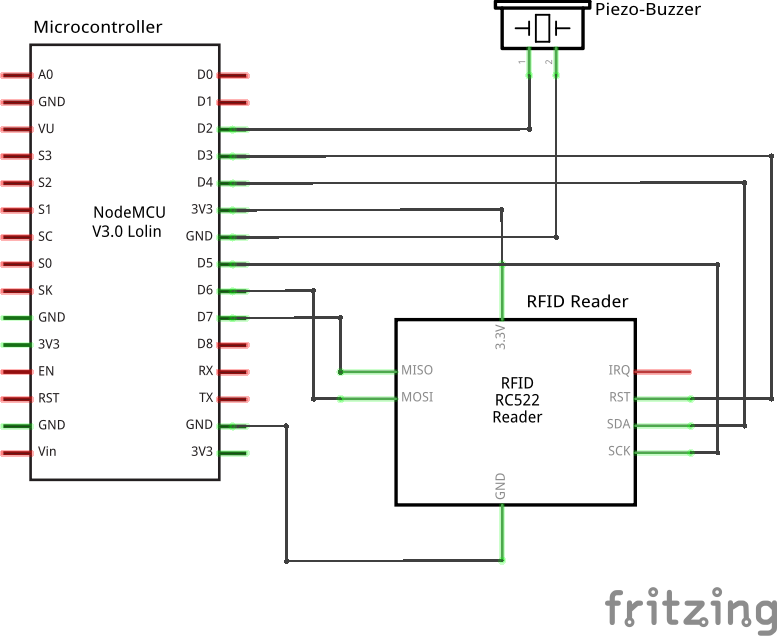 Piezo-Buzzer
1
2
Microcontroller
A0
GND
VU
S3
S2
S1
SC
S0
SK
GND
3V3
EN
RST
GND
Vin
NodeMCU
V3.0 Lolin
D0
D1
D2
D3
D4
3V3
GND
D5
D6
D7
D8
RX
TX
GND
3V3
RFID Reader
3.3V
MISO
MOSI
RFID
RC522
Reader
IRQ
RST
SDA
SCK
GND
fritzing